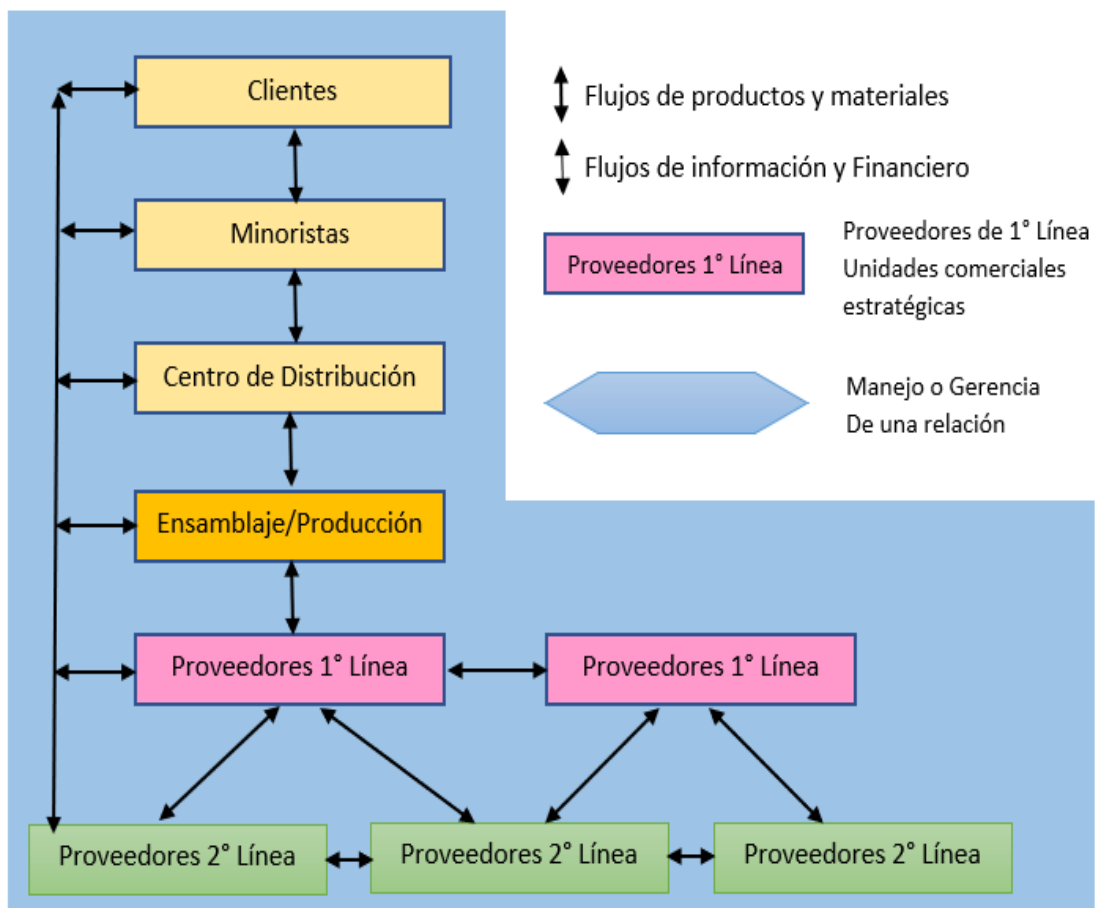 Clientes
Minoristas
Centro de Distribución
Ensamblaje/Producción
Proveedores 1° Línea
Proveedores 1° Línea
Proveedores 2° Línea
Proveedores 2° Línea
Proveedores 2° Línea
Flujos de productos y materiales
Flujos de información y Financiero
Proveedores 1° Línea
Proveedores de 1° Línea
Unidades comerciales
estratégicas
Manejo o Gerencia
De una relación